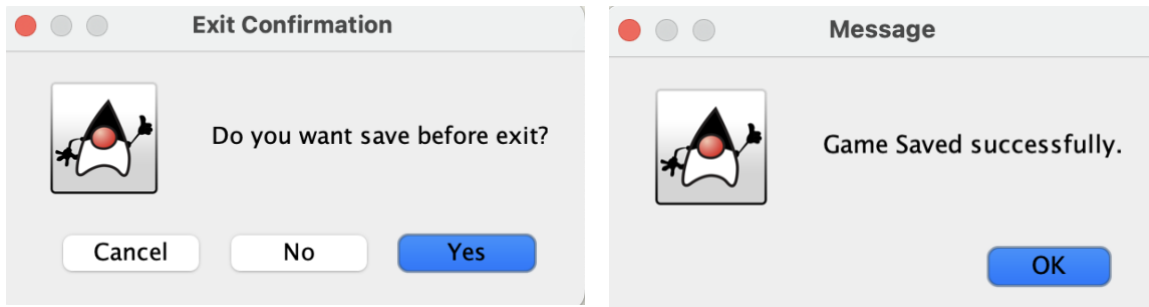 Exit Confirmation
Do you want save before exit?
Cancel No Yes
Message
Game Saved successfully.
OK